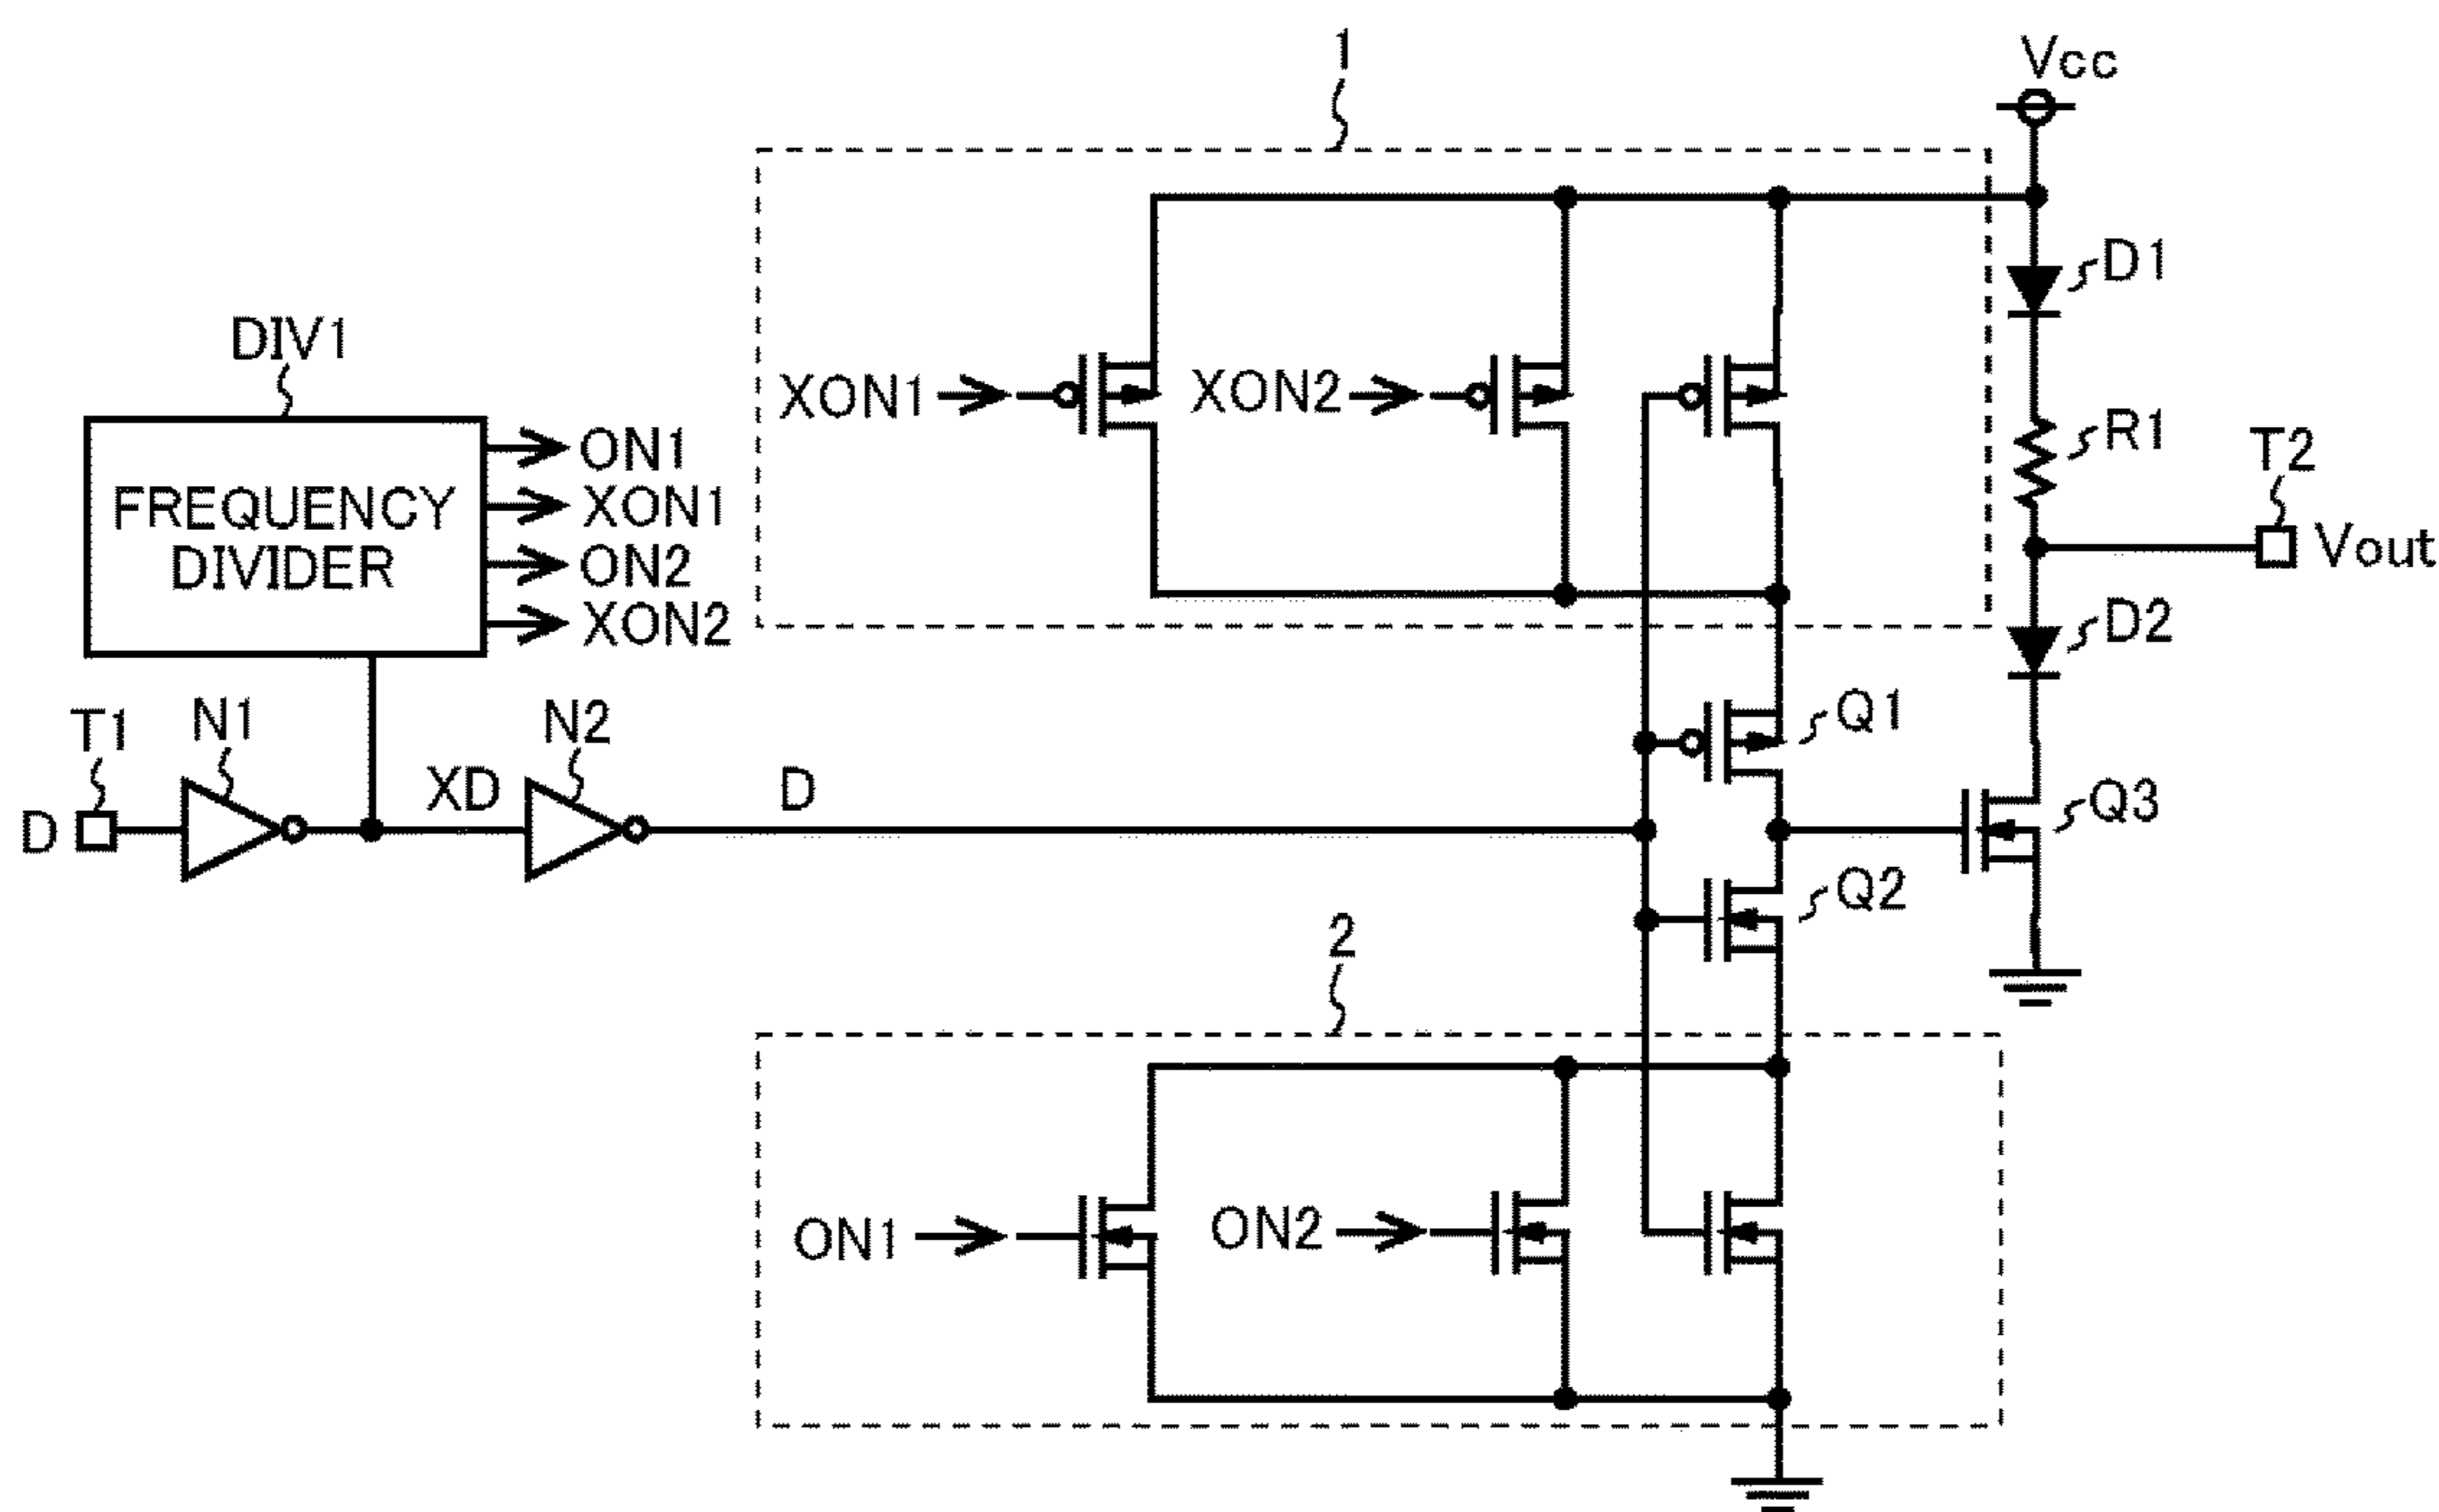 1
Vcc
D1
DIV1
XON1
XON2
R1
T2
ON1
FREQUENCY
XON1
DIVIDER
ON2
XON2
Vout
D2
T1
N1
N2
Q1
XD
D
Q3
D
Q2
2
ON1
ON2